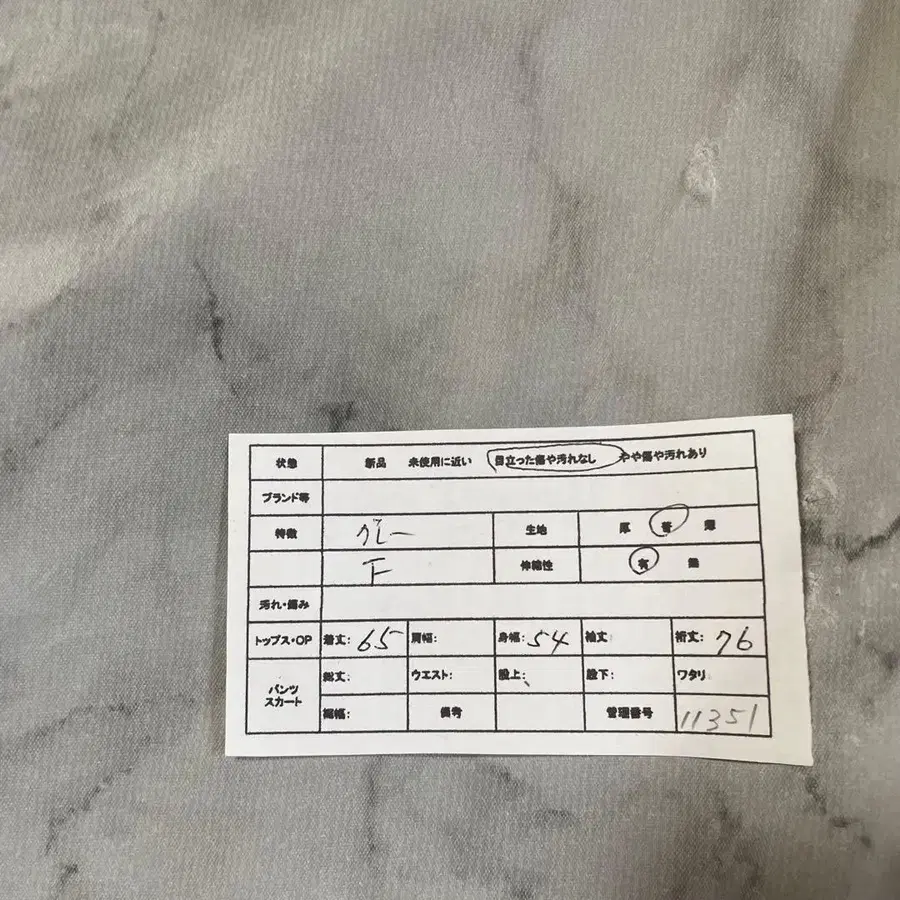 状態 新品 未使用に近い 目立った傷や汚れなし やや傷や汚れあり
ブランド等
特徴 グレー 生地 厚 普 薄
F 伸縮性 有 無
汚れ・傷み
トップス・OP 着丈: 65 肩幅: 身幅: 54 袖丈: 裄丈: 76
パンツ スカート 総丈: ウエスト: 股上: 股下: ワタリ:
裾幅: 備考 管理番号 11351